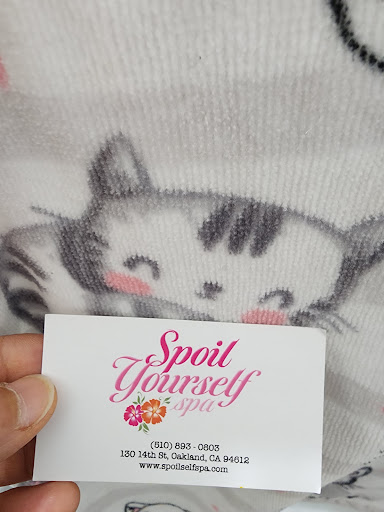 Spoil
Yourself
spa
(510) 893 - 0803
130 14th St, Oakland, CA 94612
www.spoilselfspa.com